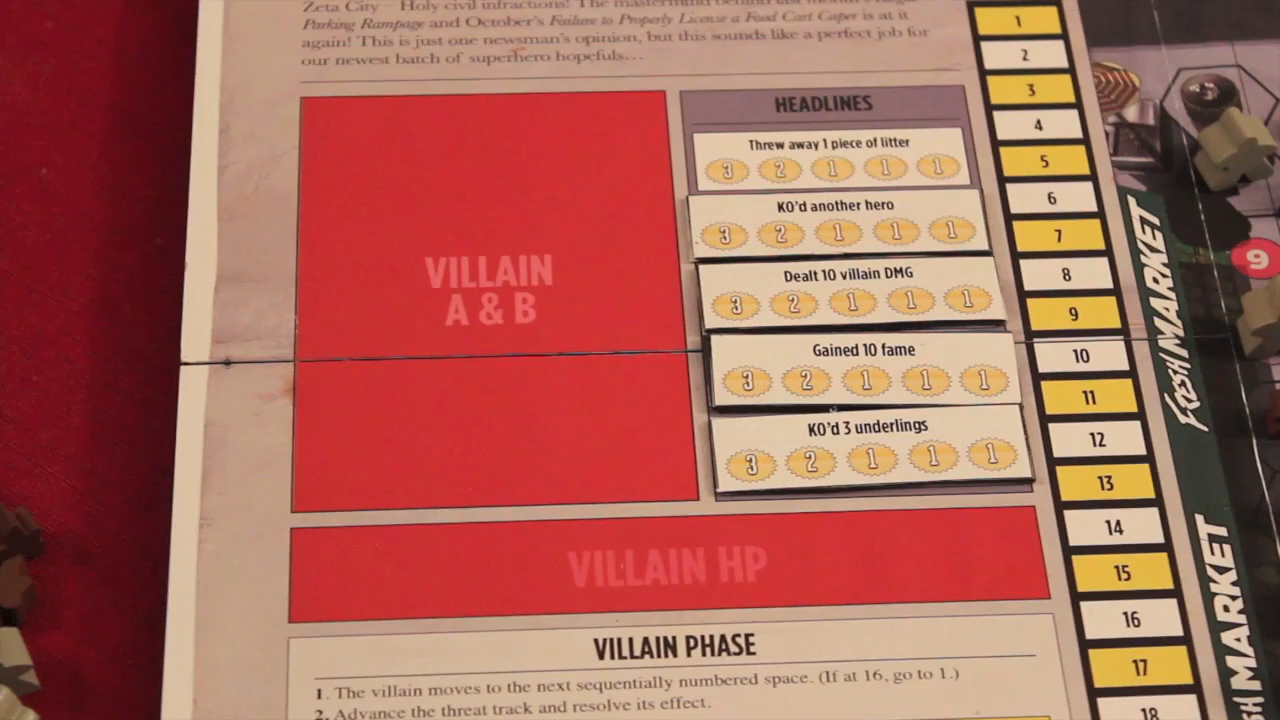 Zeta City – Holy civil infractions! The mastermind behind last month's
Parking Rampage and October's Failure to Properly License a Food Cart Caper is at it
again! This is just one newsman's opinion, but this sounds like a perfect job for
our newest batch of superhero hopefuls…
HEADLINES
Threw away 1 piece of litter
3 2 1 1 1
KO'd another hero
3 2 1 1 1
Dealt 10 villain DMG
3 2 1 1 1
Gained 10 fame
3 2 1 1 1
KO'd 3 underlings
3 2 1 1 1
VILLAIN
A & B
VILLAIN HP
VILLAIN PHASE
1. The villain moves to the next sequentially numbered space. (If at 16, go to 1.)
2. Advance the threat track and resolve its effect.
1
2
3
4
5
6
7
8
9
10
11
12
13
14
15
16
17
18
FRESH MARKET
9
SH MARKET